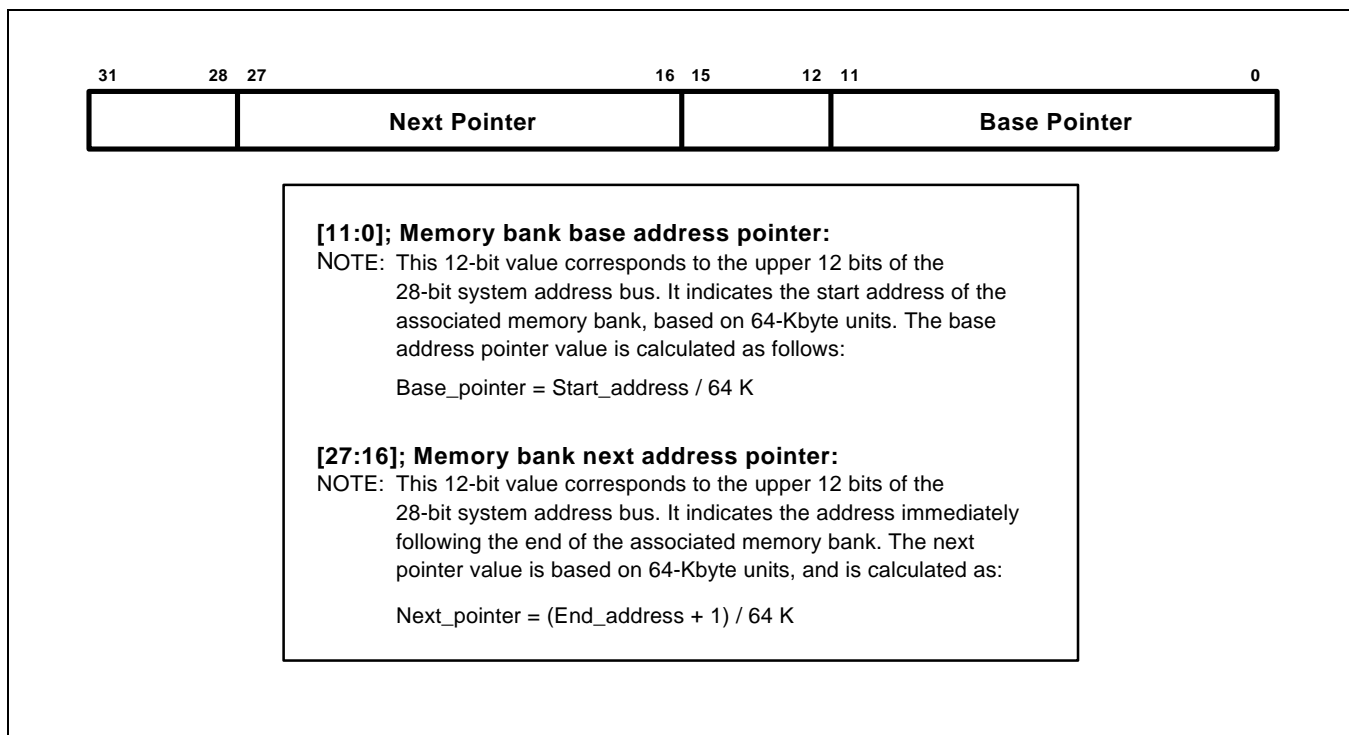 31 28 27 16 15 12 11 0
Next Pointer Base Pointer
[11:0]; Memory bank base address pointer:
NOTE: This 12-bit value corresponds to the upper 12 bits of the
28-bit system address bus. It indicates the start address of the
associated memory bank, based on 64-Kbyte units. The base
address pointer value is calculated as follows:
Base_pointer = Start_address / 64 K
[27:16]; Memory bank next address pointer:
NOTE: This 12-bit value corresponds to the upper 12 bits of the
28-bit system address bus. It indicates the address immediately
following the end of the associated memory bank. The next
pointer value is based on 64-Kbyte units, and is calculated as:
Next_pointer = (End_address + 1) / 64 K